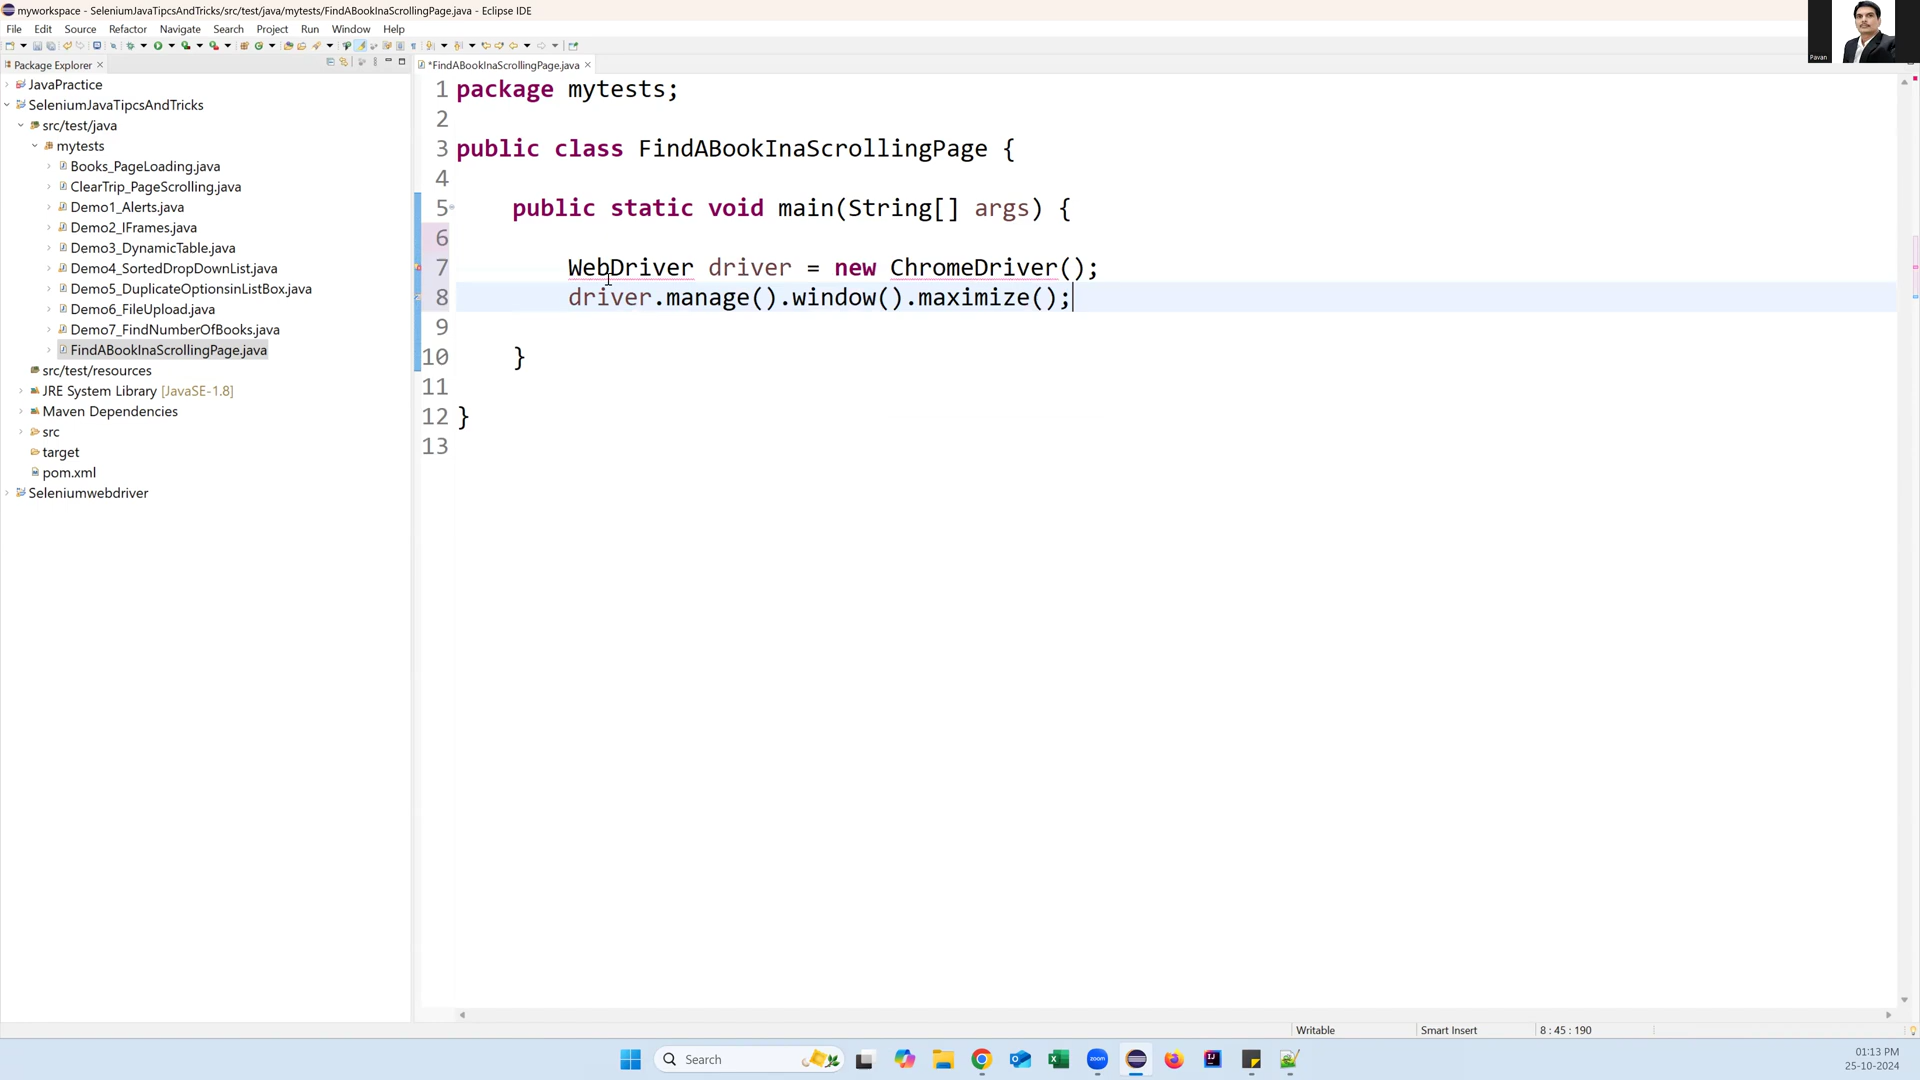 myworkspace - SeleniumJavaTipcsAndTricks/src/test/java/mytests/FindABookInaScrollingPage.java - Eclipse IDE
File Edit Source Refactor Navigate Search Project Run Window Help
Package Explorer
*FindABookInaScrollingPage.java
Pavan
JavaPractice
SeleniumJavaTipcsAndTricks
src/test/java
mytests
Books_PageLoading.java
ClearTrip_PageScrolling.java
Demo1_Alerts.java
Demo2_IFrames.java
Demo3_DynamicTable.java
Demo4_SortedDropDownList.java
Demo5_DuplicateOptionsinListBox.java
Demo6_FileUpload.java
Demo7_FindNumberOfBooks.java
FindABookInaScrollingPage.java
src/test/resources
JRE System Library [JavaSE-1.8]
Maven Dependencies
src
target
pom.xml
Seleniumwebdriver
1 package mytests;
2
3 public class FindABookInaScrollingPage {
4
5 public static void main(String[] args) {
6
7 WebDriver driver = new ChromeDriver();
8 driver.manage().window().maximize();
9
10 }
11
12 }
13
Writable Smart Insert 8 : 45 : 190
Search
zoom
01:13 PM
25-10-2024